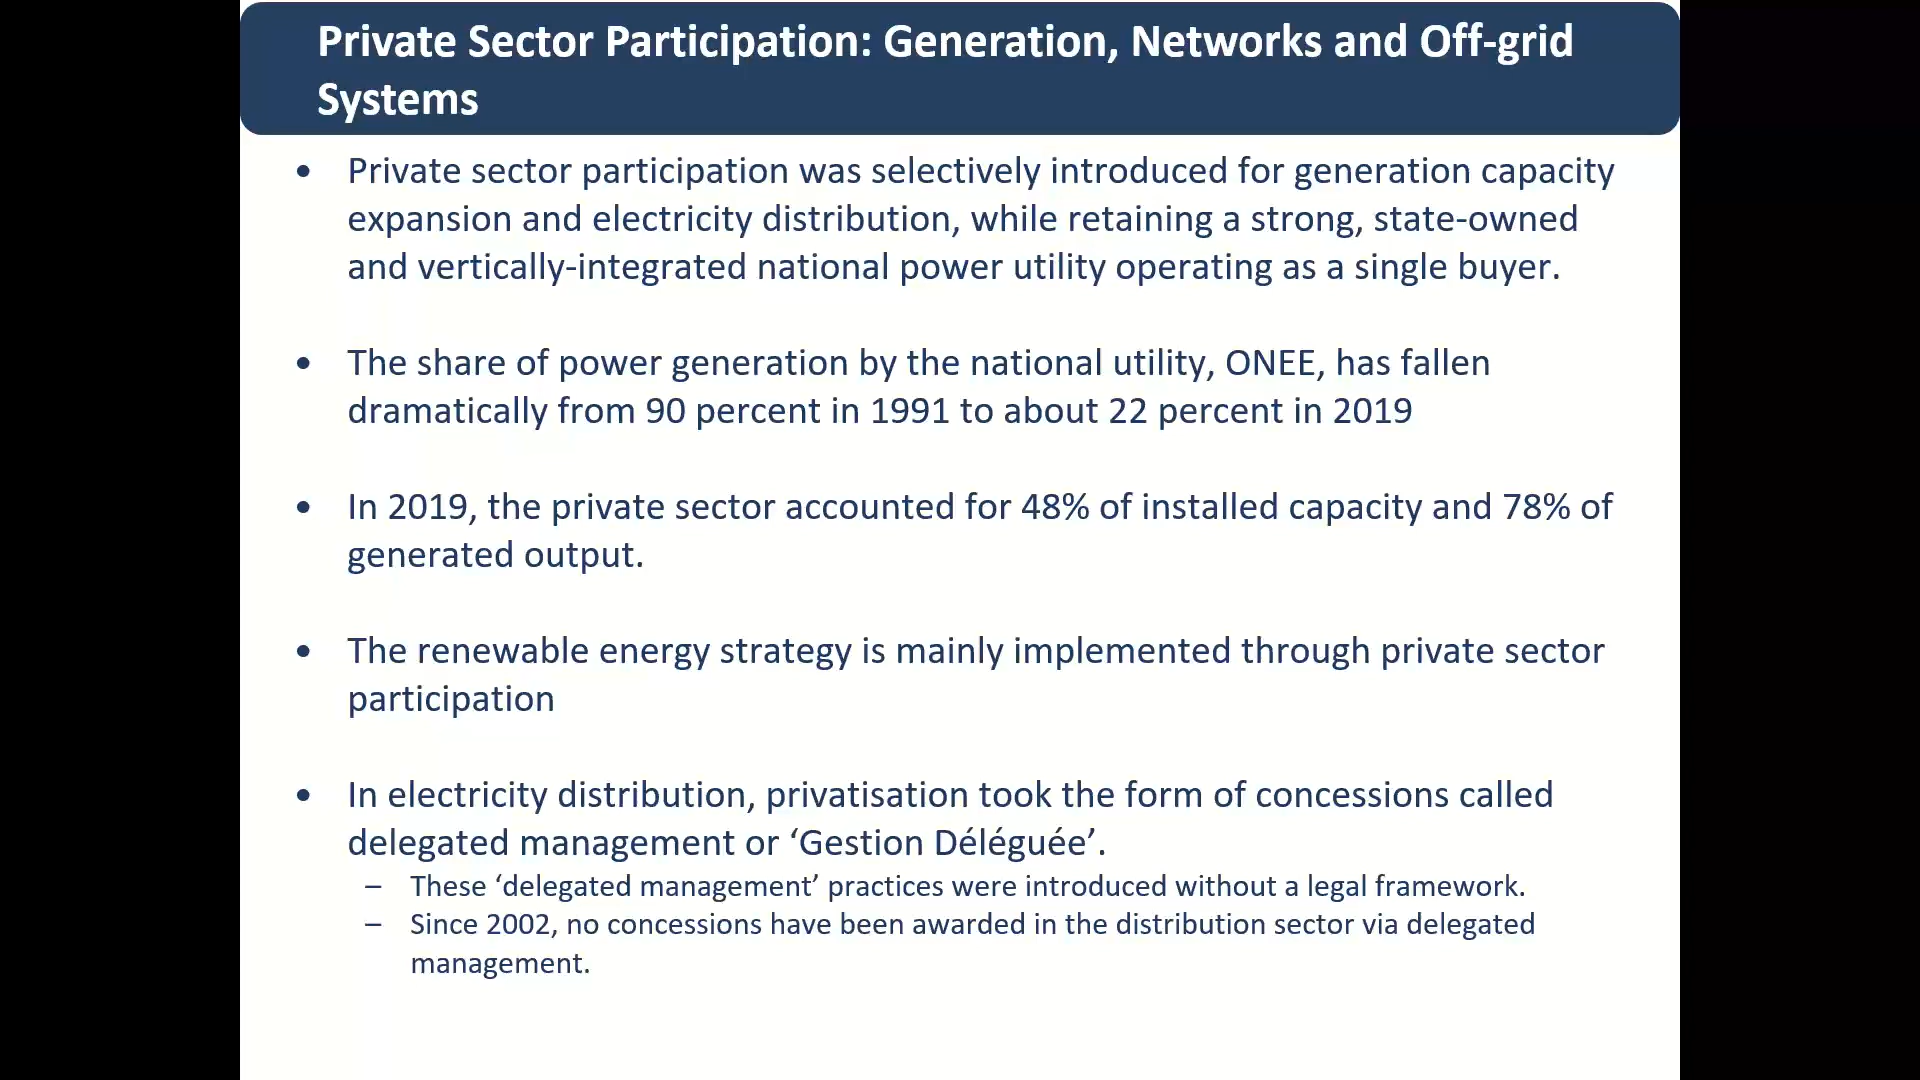 Private Sector Participation: Generation, Networks and Off-grid
Systems
• Private sector participation was selectively introduced for generation capacity
expansion and electricity distribution, while retaining a strong, state-owned
and vertically-integrated national power utility operating as a single buyer.
• The share of power generation by the national utility, ONEE, has fallen
dramatically from 90 percent in 1991 to about 22 percent in 2019
• In 2019, the private sector accounted for 48% of installed capacity and 78% of
generated output.
• The renewable energy strategy is mainly implemented through private sector
participation
• In electricity distribution, privatisation took the form of concessions called
delegated management or ‘Gestion Déléguée’.
– These ‘delegated management’ practices were introduced without a legal framework.
– Since 2002, no concessions have been awarded in the distribution sector via delegated
management.